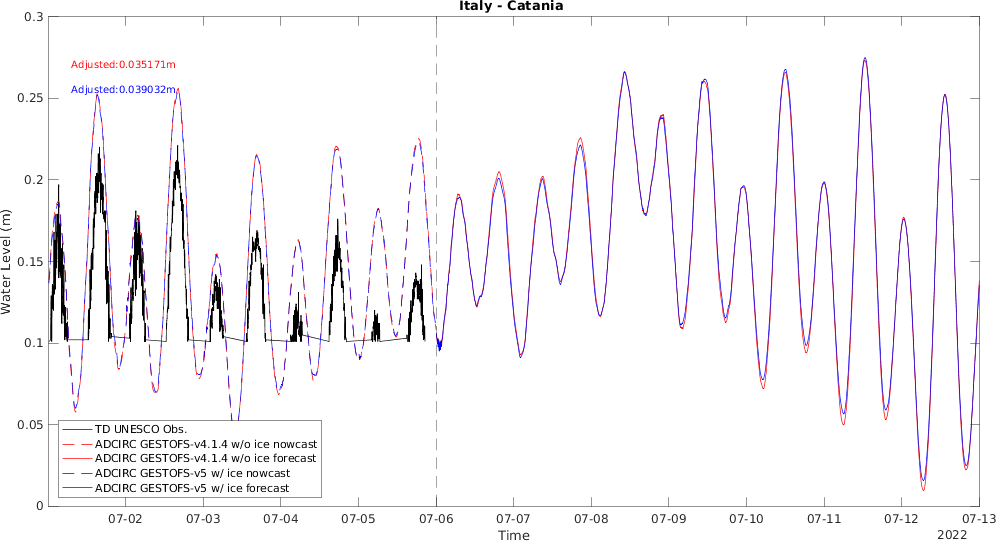 Italy - Catania
0.3
0.25
0.2
0.15
0.1
0.05
0
Water Level (m)
Adjusted:0.035171m
Adjusted:0.039032m
TD UNESCO Obs.
ADCIRC GESTOFS-v4.1.4 w/o ice nowcast
ADCIRC GESTOFS-v4.1.4 w/o ice forecast
ADCIRC GESTOFS-v5 w/ ice nowcast
ADCIRC GESTOFS-v5 w/ ice forecast
07-02 07-03 07-04 07-05 07-06 07-07 07-08 07-09 07-10 07-11 07-12 07-13
Time
2022